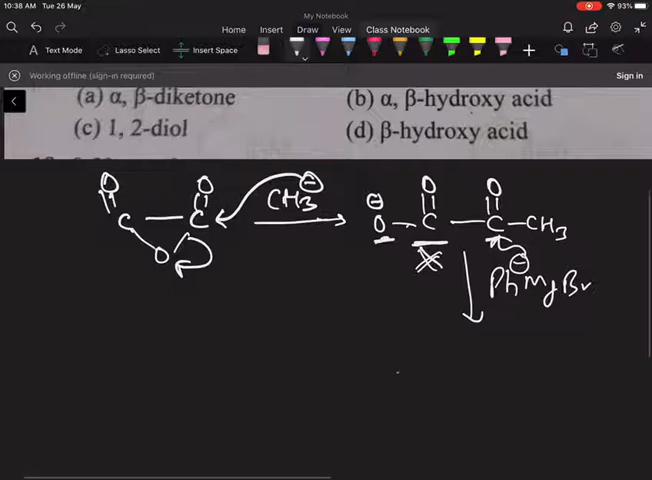 10:38 AM Tue 26 May
93%
My Notebook
Home Insert Draw View Class Notebook
Text Mode Lasso Select Insert Space
Working offline (sign-in required) Sign in
(a) α, β-diketone (b) α, β-hydroxy acid
(c) 1, 2-diol (d) β-hydroxy acid
O O CH3 ⊖ ⊖ O O
C — C O — C — C — CH3
O ⊖
PhMgBr